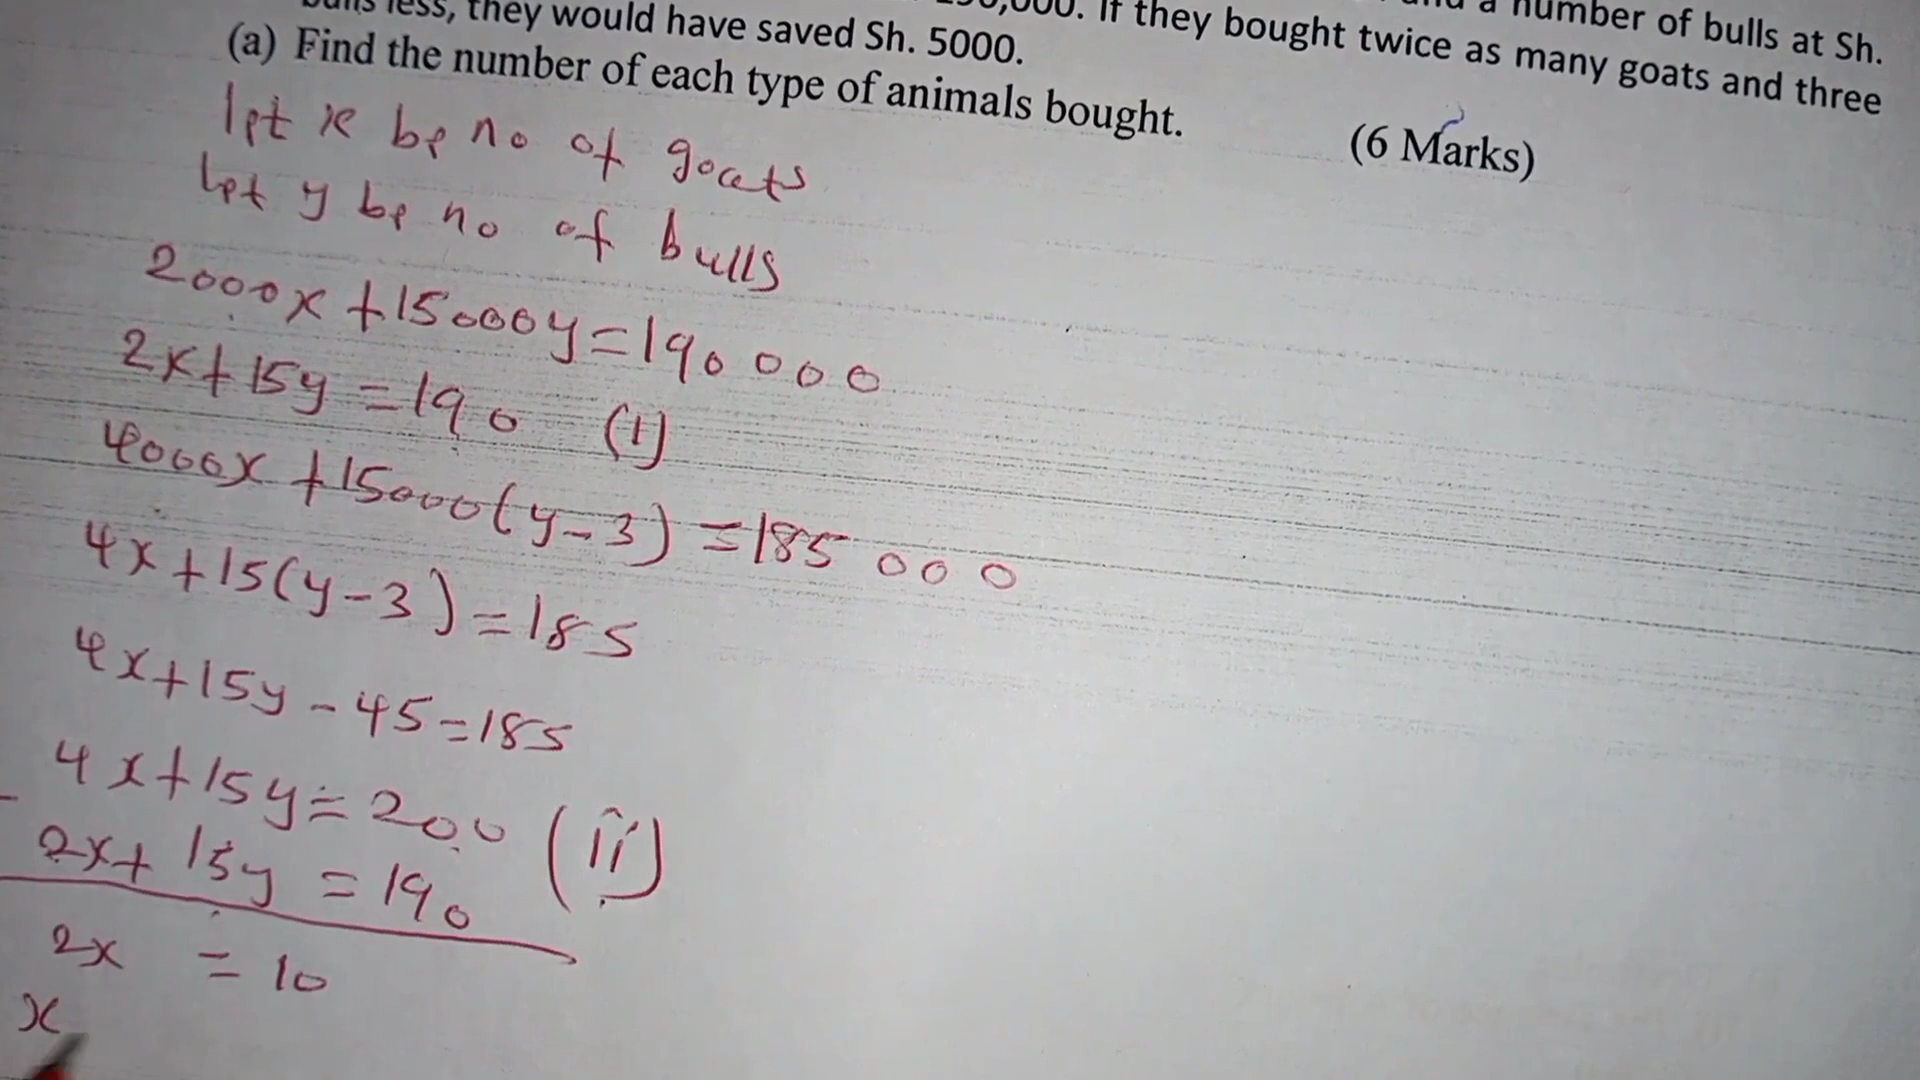 a number of bulls at Sh.
less, they would have saved Sh. 5000. If they bought twice as many goats and three
(a) Find the number of each type of animals bought.
(6 Marks)
let x be no of goats
let y be no of bulls
2000x + 15000y = 190 000
2x + 15y = 190 (1)
4000x + 15000(y - 3) = 185 000
4x + 15(y - 3) = 185
4x + 15y - 45 = 185
4x + 15y = 200 (ii)
- 2x + 15y = 190
2x = 10
x